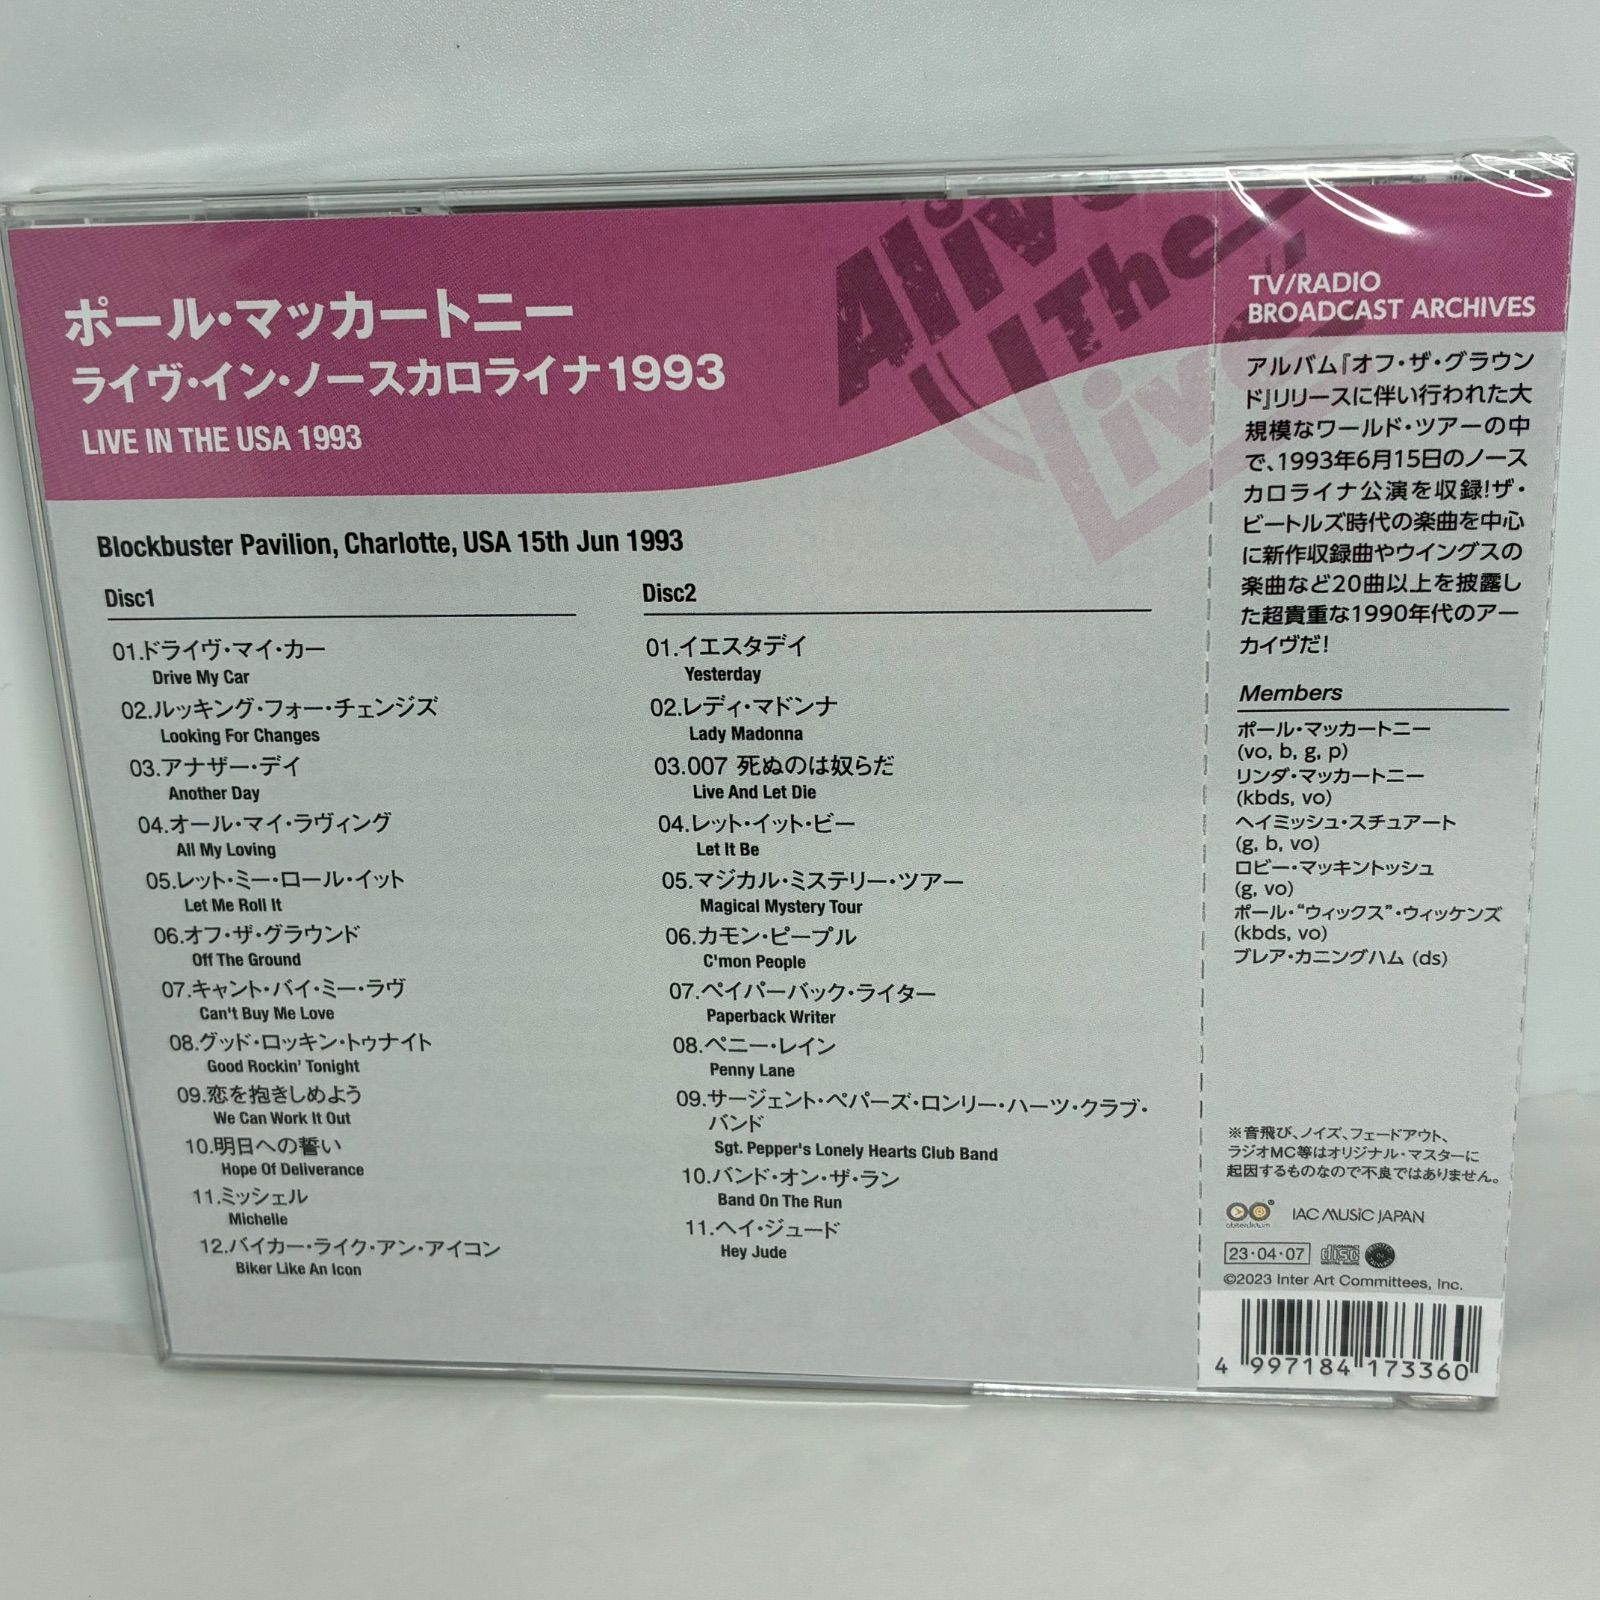 Alive
The
Live
ポール・マッカートニー
ライヴ・イン・ノースカロライナ1993
LIVE IN THE USA 1993
Blockbuster Pavilion, Charlotte, USA 15th Jun 1993
Disc1
01.ドライヴ・マイ・カー
Drive My Car
02.ルッキング・フォー・チェンジズ
Looking For Changes
03.アナザー・デイ
Another Day
04.オール・マイ・ラヴィング
All My Loving
05.レット・ミー・ロール・イット
Let Me Roll It
06.オフ・ザ・グラウンド
Off The Ground
07.キャント・バイ・ミー・ラヴ
Can't Buy Me Love
08.グッド・ロッキン・トゥナイト
Good Rockin' Tonight
09.恋を抱きしめよう
We Can Work It Out
10.明日への誓い
Hope Of Deliverance
11.ミッシェル
Michelle
12.バイカー・ライク・アン・アイコン
Biker Like An Icon
Disc2
01.イエスタデイ
Yesterday
02.レディ・マドンナ
Lady Madonna
03.007 死ぬのは奴らだ
Live And Let Die
04.レット・イット・ビー
Let It Be
05.マジカル・ミステリー・ツアー
Magical Mystery Tour
06.カモン・ピープル
C'mon People
07.ペイパーバック・ライター
Paperback Writer
08.ペニー・レイン
Penny Lane
09.サージェント・ペパーズ・ロンリー・ハーツ・クラブ・
バンド
Sgt. Pepper's Lonely Hearts Club Band
10.バンド・オン・ザ・ラン
Band On The Run
11.ヘイ・ジュード
Hey Jude
TV/RADIO
BROADCAST ARCHIVES
アルバム『オフ・ザ・グラウン
ド』リリースに伴い行われた大
規模なワールド・ツアーの中
で、1993年6月15日のノース
カロライナ公演を収録!ザ・
ビートルズ時代の楽曲を中心
に新作収録曲やウイングスの
楽曲など20曲以上を披露し
た超貴重な1990年代のアー
カイヴだ!
Members
ポール・マッカートニー
(vo, b, g, p)
リンダ・マッカートニー
(kbds, vo)
ヘイミッシュ・スチュアート
(g, b, vo)
ロビー・マッキントッシュ
(g, vo)
ポール・“ウィックス”・ウィッケンズ
(kbds, vo)
ブレア・カニングハム (ds)
※音飛び、ノイズ、フェードアウト、
ラジオMC等はオリジナル・マスターに
起因するものなので不良ではありません。
IAC MUSIC JAPAN
23・04・07
COMPACT
disc
DIGITAL AUDIO
©2023 Inter Art Committees, Inc.
4 997184 173360